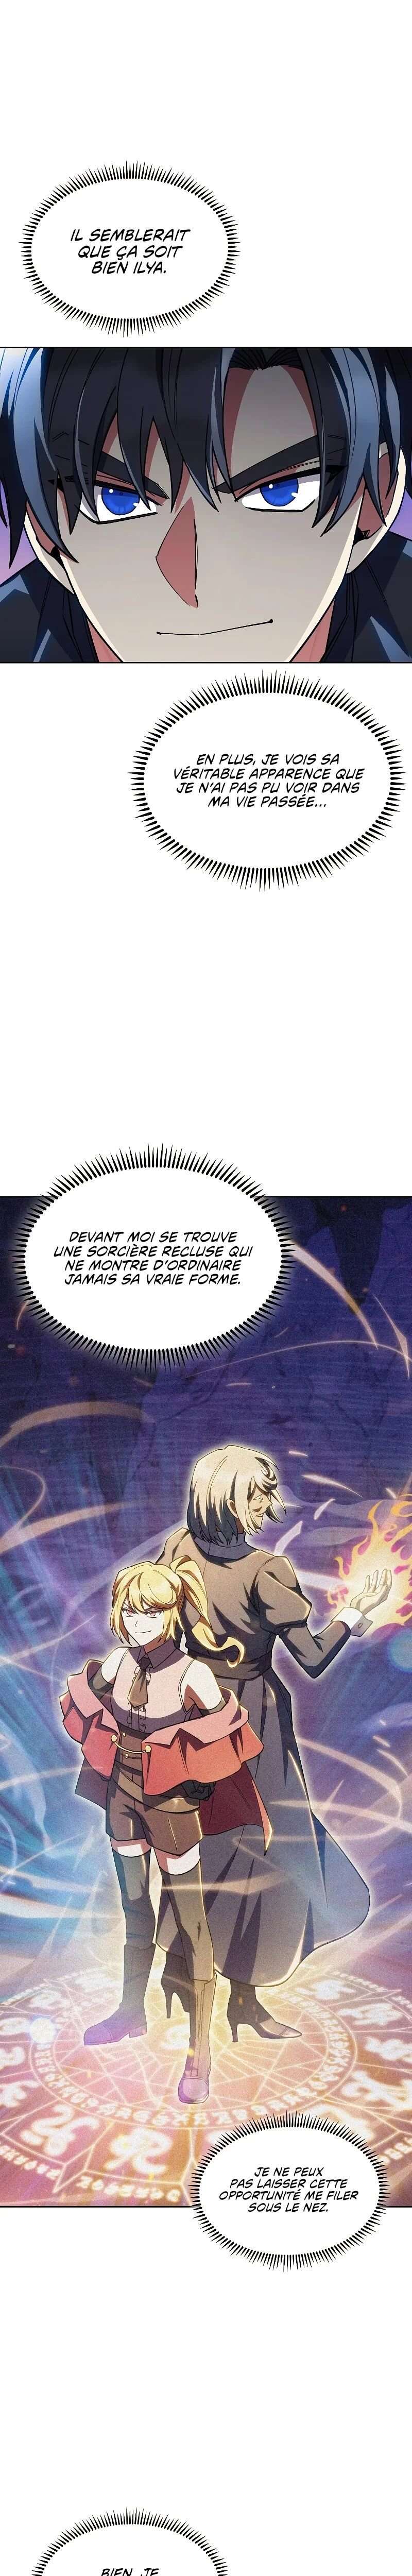 IL SEMBLERAIT
QUE ÇA SOIT
BIEN ILYA.
EN PLUS, JE VOIS SA
VÉRITABLE APPARENCE QUE
JE N'AI PAS PU VOIR DANS
MA VIE PASSÉE...
DEVANT MOI SE TROUVE
UNE SORCIÈRE RECLUSE QUI
NE MONTRE D'ORDINAIRE
JAMAIS SA VRAIE FORME.
JE NE PEUX
PAS LAISSER CETTE
OPPORTUNITÉ ME FILER
SOUS LE NEZ.
BIEN, JE